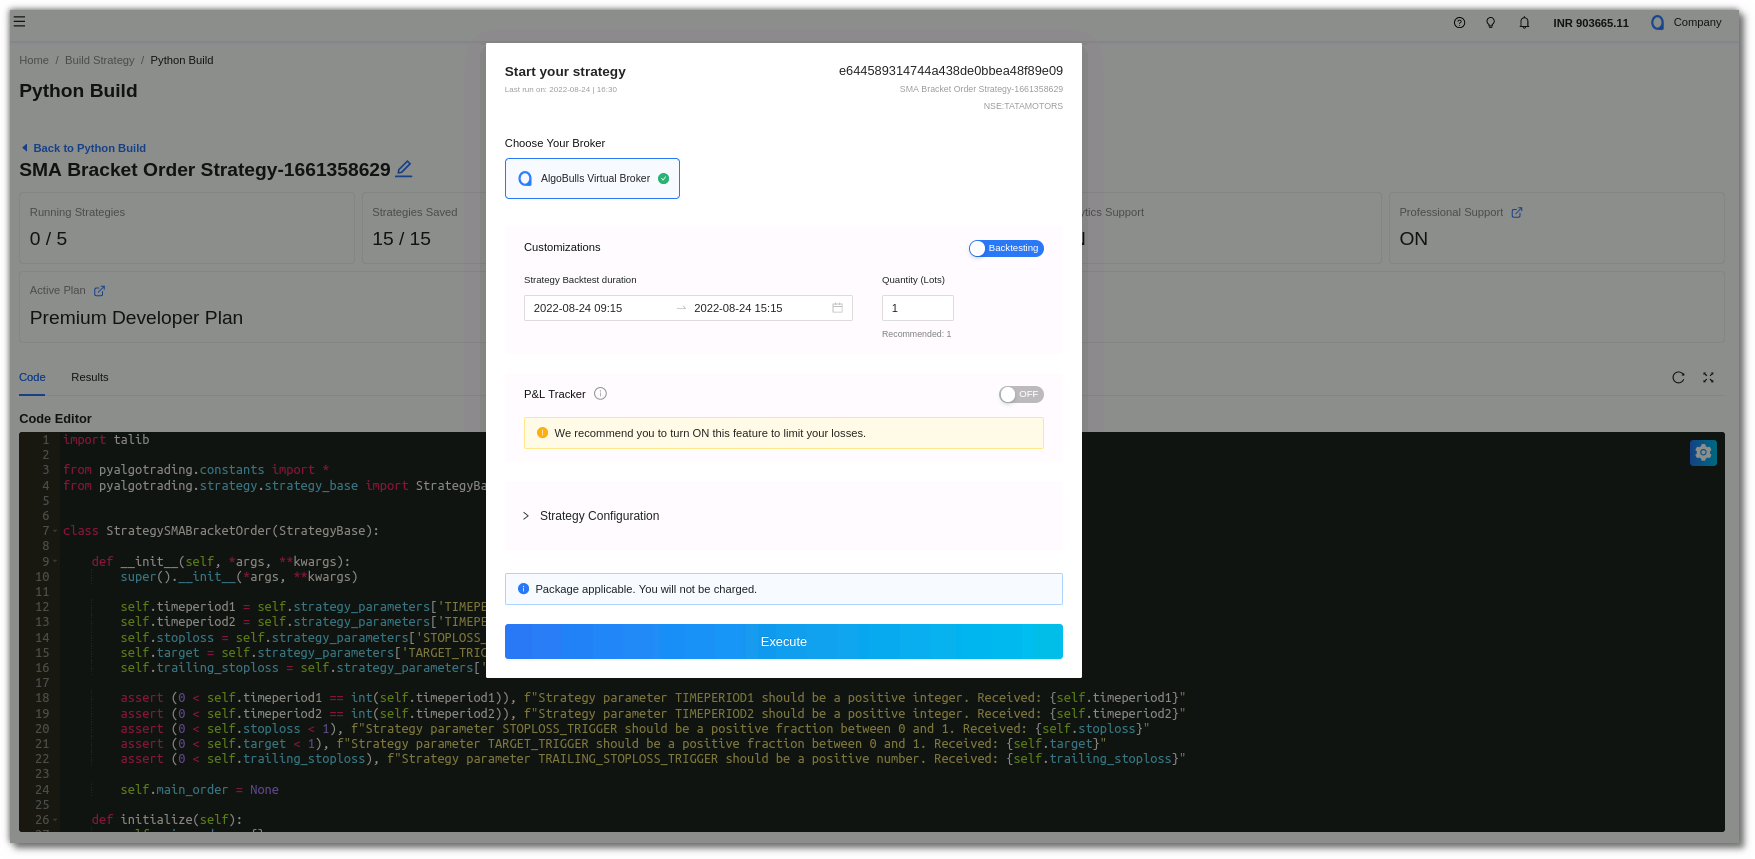 INR 903665.11
Company
Home / Build Strategy / Python Build
Python Build
Back to Python Build
SMA Bracket Order Strategy-1661358629
Running Strategies
0 / 5
Strategies Saved
15 / 15
ytics Support
Professional Support
ON
Active Plan
Premium Developer Plan
Code
Results
Code Editor
Start your strategy
e644589314744a438de0bbea48f89e09
Last run on: 2022-08-24 | 16:30
SMA Bracket Order Strategy-1661358629
NSE:TATAMOTORS
Choose Your Broker
AlgoBulls Virtual Broker
Customizations
Backtesting
Strategy Backtest duration
Quantity (Lots)
2022-08-24 09:15 → 2022-08-24 15:15
1
Recommended: 1
P&L Tracker
OFF
We recommend you to turn ON this feature to limit your losses.
Strategy Configuration
Package applicable. You will not be charged.
Execute
1 import talib
2
3 from pyalgotrading.constants import *
4 from pyalgotrading.strategy.strategy_base import StrategyBa
5
6
7 class StrategySMABracketOrder(StrategyBase):
8
9 def __init__(self, *args, **kwargs):
10 super().__init__(*args, **kwargs)
11
12 self.timeperiod1 = self.strategy_parameters['TIMEPE
13 self.timeperiod2 = self.strategy_parameters['TIMEPE
14 self.stoploss = self.strategy_parameters['STOPLOSS_
15 self.target = self.strategy_parameters['TARGET_TRIG
16 self.trailing_stoploss = self.strategy_parameters['
17
18 assert (0 < self.timeperiod1 == int(self.timeperiod1)), f"Strategy parameter TIMEPERIOD1 should be a positive integer. Received: {self.timeperiod1}"
19 assert (0 < self.timeperiod2 == int(self.timeperiod2)), f"Strategy parameter TIMEPERIOD2 should be a positive integer. Received: {self.timeperiod2}"
20 assert (0 < self.stoploss < 1), f"Strategy parameter STOPLOSS_TRIGGER should be a positive fraction between 0 and 1. Received: {self.stoploss}"
21 assert (0 < self.target < 1), f"Strategy parameter TARGET_TRIGGER should be a positive fraction between 0 and 1. Received: {self.target}"
22 assert (0 < self.trailing_stoploss), f"Strategy parameter TRAILING_STOPLOSS_TRIGGER should be a positive number. Received: {self.trailing_stoploss}"
23
24 self.main_order = None
25
26 def initialize(self):